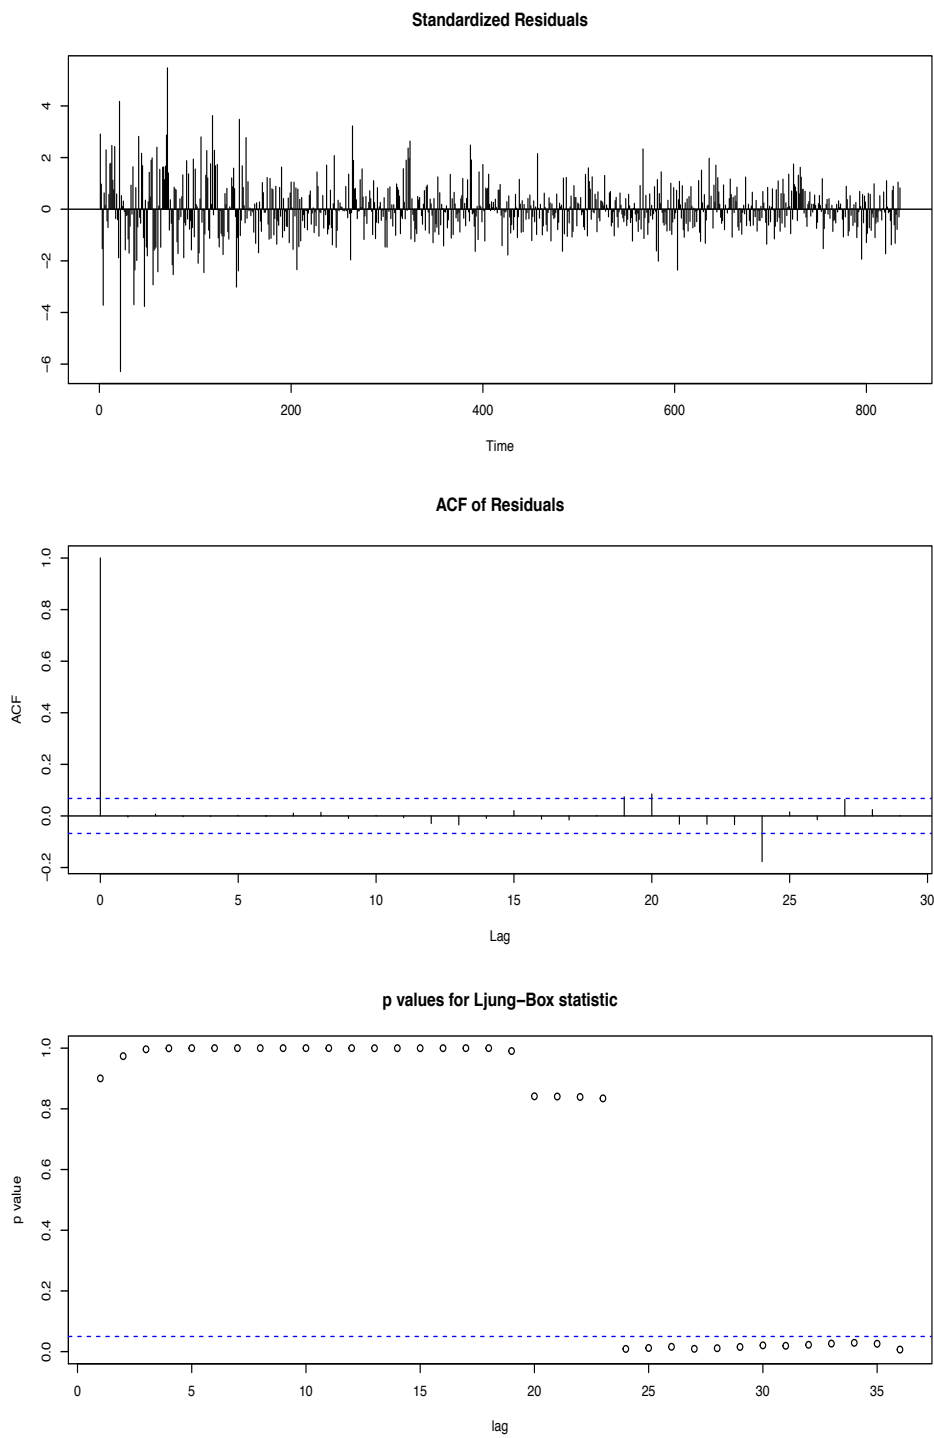 Standardized Residuals
4
2
0
−2
−4
−6
0 200 400 600 800
Time
ACF of Residuals
ACF
1.0
0.8
0.6
0.4
0.2
0.0
−0.2
0 5 10 15 20 25 30
Lag
p values for Ljung−Box statistic
p value
1.0
0.8
0.6
0.4
0.2
0.0
0 5 10 15 20 25 30 35
lag